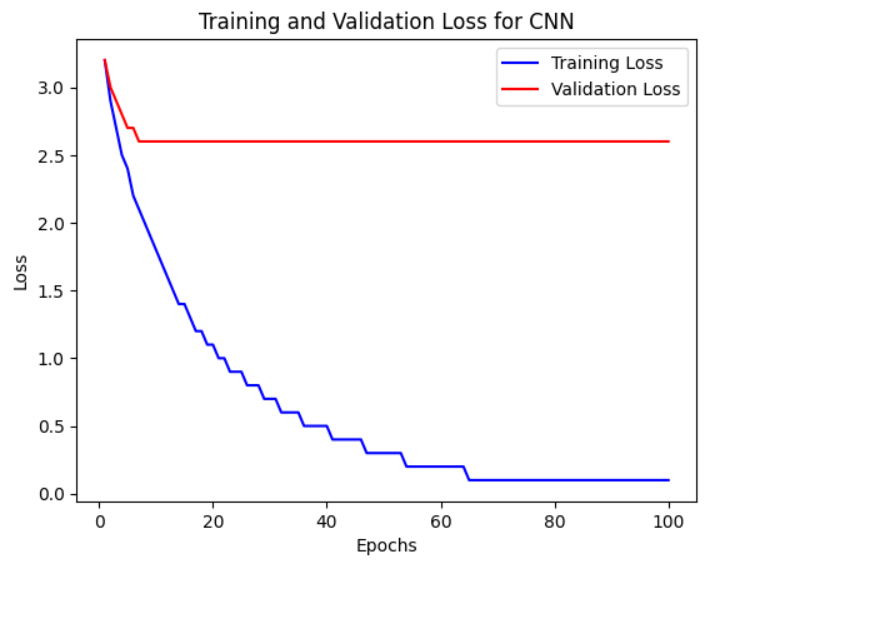 Training and Validation Loss for CNN
Training Loss
Validation Loss
3.0
2.5
2.0
1.5
1.0
0.5
0.0
Loss
0 20 40 60 80 100
Epochs